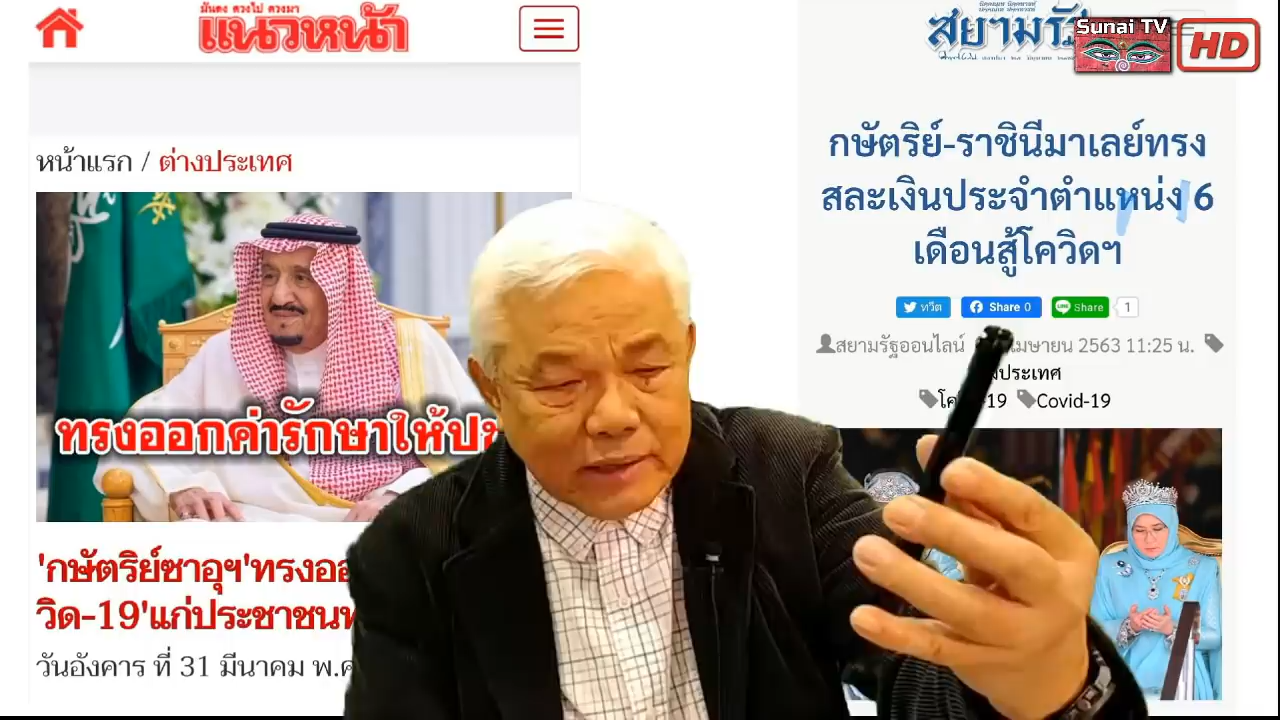 มั่นคง ตรงไป ตรงมา
แนวหน้า
หน้าแรก / ต่างประเทศ
ทรงออกค่ารักษาให้
'กษัตริย์ซาอุฯ'ทรงออ
วิด-19'แก่ประชาชน
วันอังคาร ที่ 31 มีนาคม พ.ศ
สยามรัฐ
Sunai TV
HD
กษัตริย์-ราชินีมาเลย์ทรง
สละเงินประจำตำแหน่ง 6
เดือนสู้โควิดฯ
ทวีต
Share 0
Share
1
สยามรัฐออนไลน์ เมษายน 2563 11:25 น.
ประเทศ
19 Covid-19